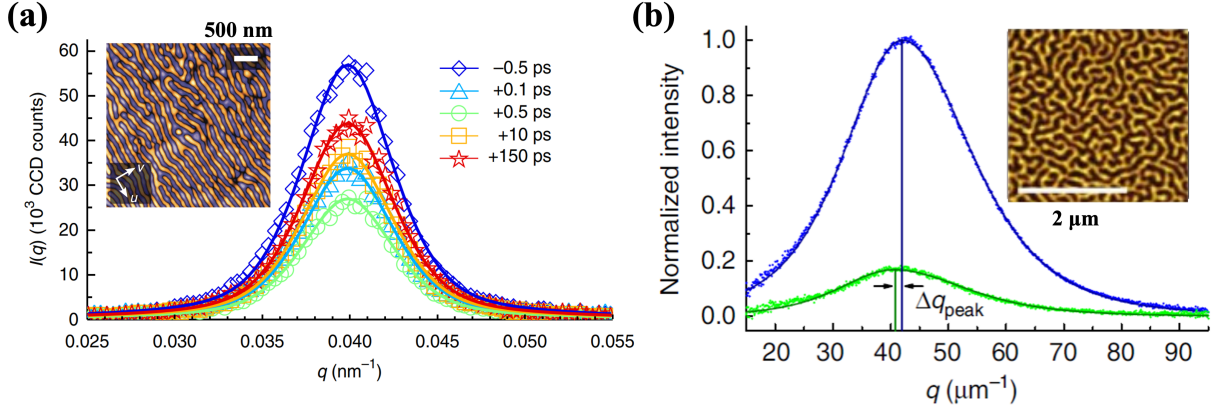 (a)
500 nm
v
u
I(q) (10³ CCD counts)
60
50
40
30
20
10
0
−0.5 ps
+0.1 ps
+0.5 ps
+10 ps
+150 ps
0.025 0.030 0.035 0.040 0.045 0.050 0.055
q (nm⁻¹)
(b)
Normalized intensity
1.0
0.8
0.6
0.4
0.2
0.0
2 μm
Δq_peak
20 30 40 50 60 70 80 90
q (μm⁻¹)